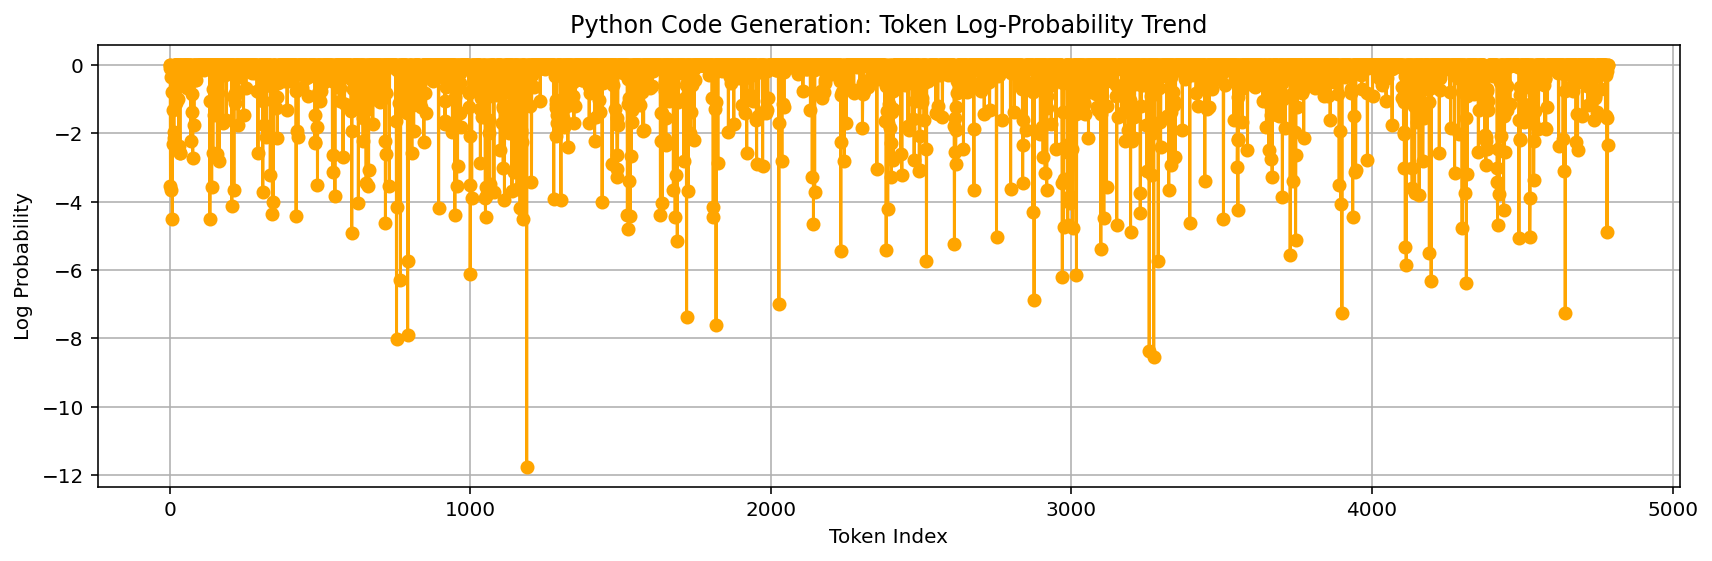 Python Code Generation: Token Log-Probability Trend
Log Probability
0
−2
−4
−6
−8
−10
−12
0 1000 2000 3000 4000 5000
Token Index